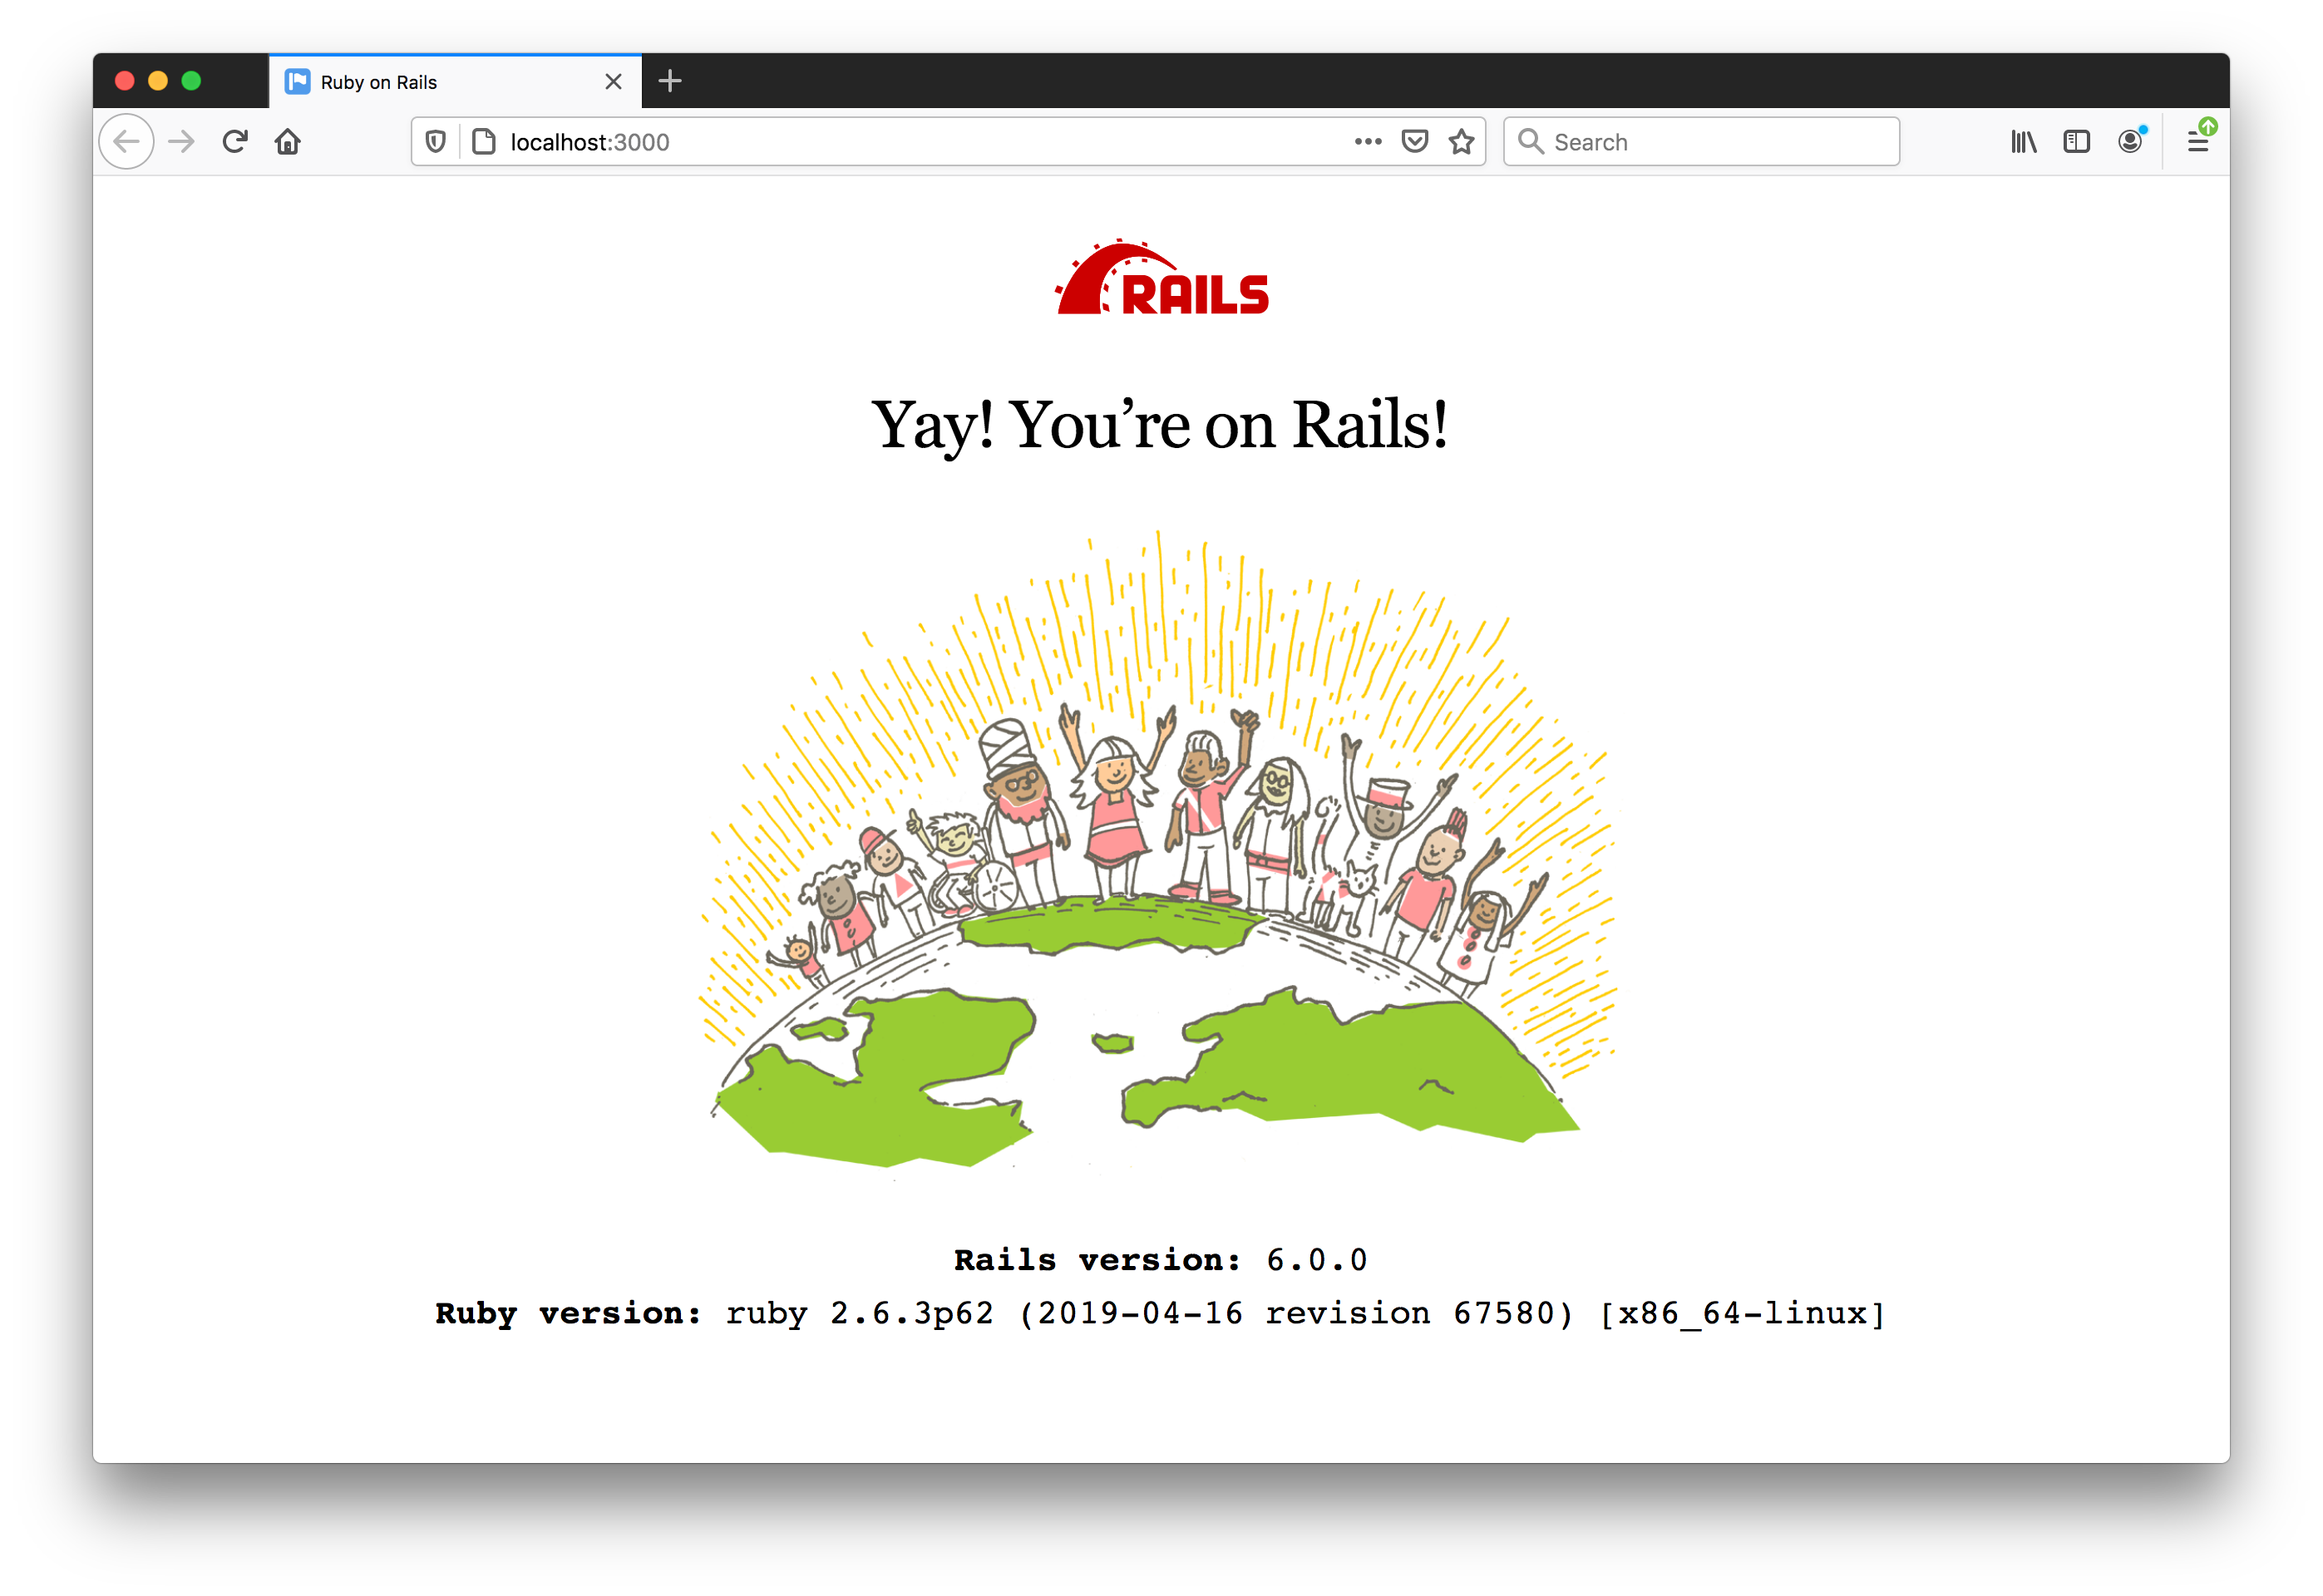 Ruby on Rails
localhost:3000
Search
RAILS
Yay! You’re on Rails!
Rails version: 6.0.0
Ruby version: ruby 2.6.3p62 (2019-04-16 revision 67580) [x86_64-linux]